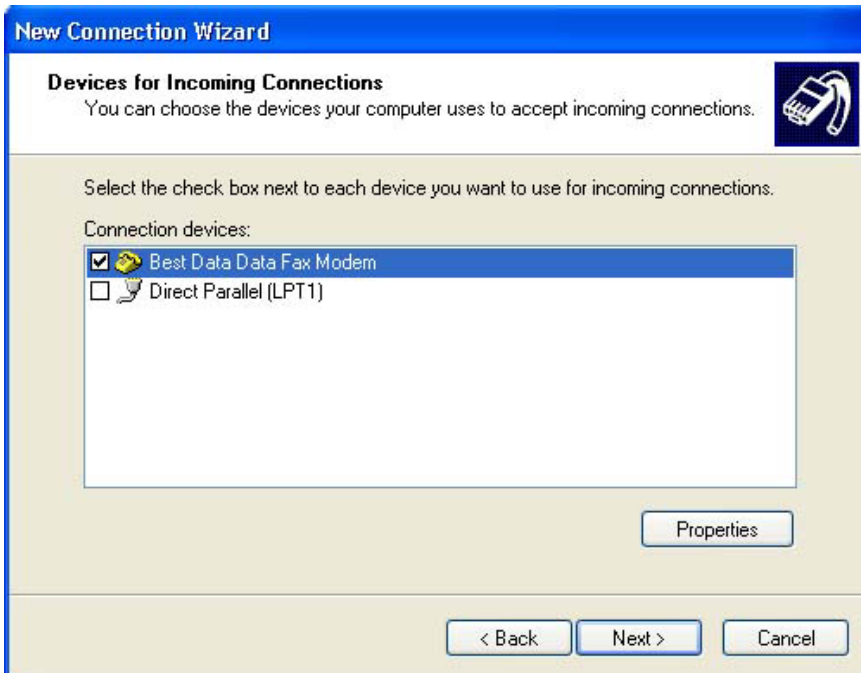 New Connection Wizard
Devices for Incoming Connections
You can choose the devices your computer uses to accept incoming connections.
Select the check box next to each device you want to use for incoming connections.
Connection devices:
Best Data Data Fax Modem
Direct Parallel (LPT1)
Properties
< Back Next > Cancel